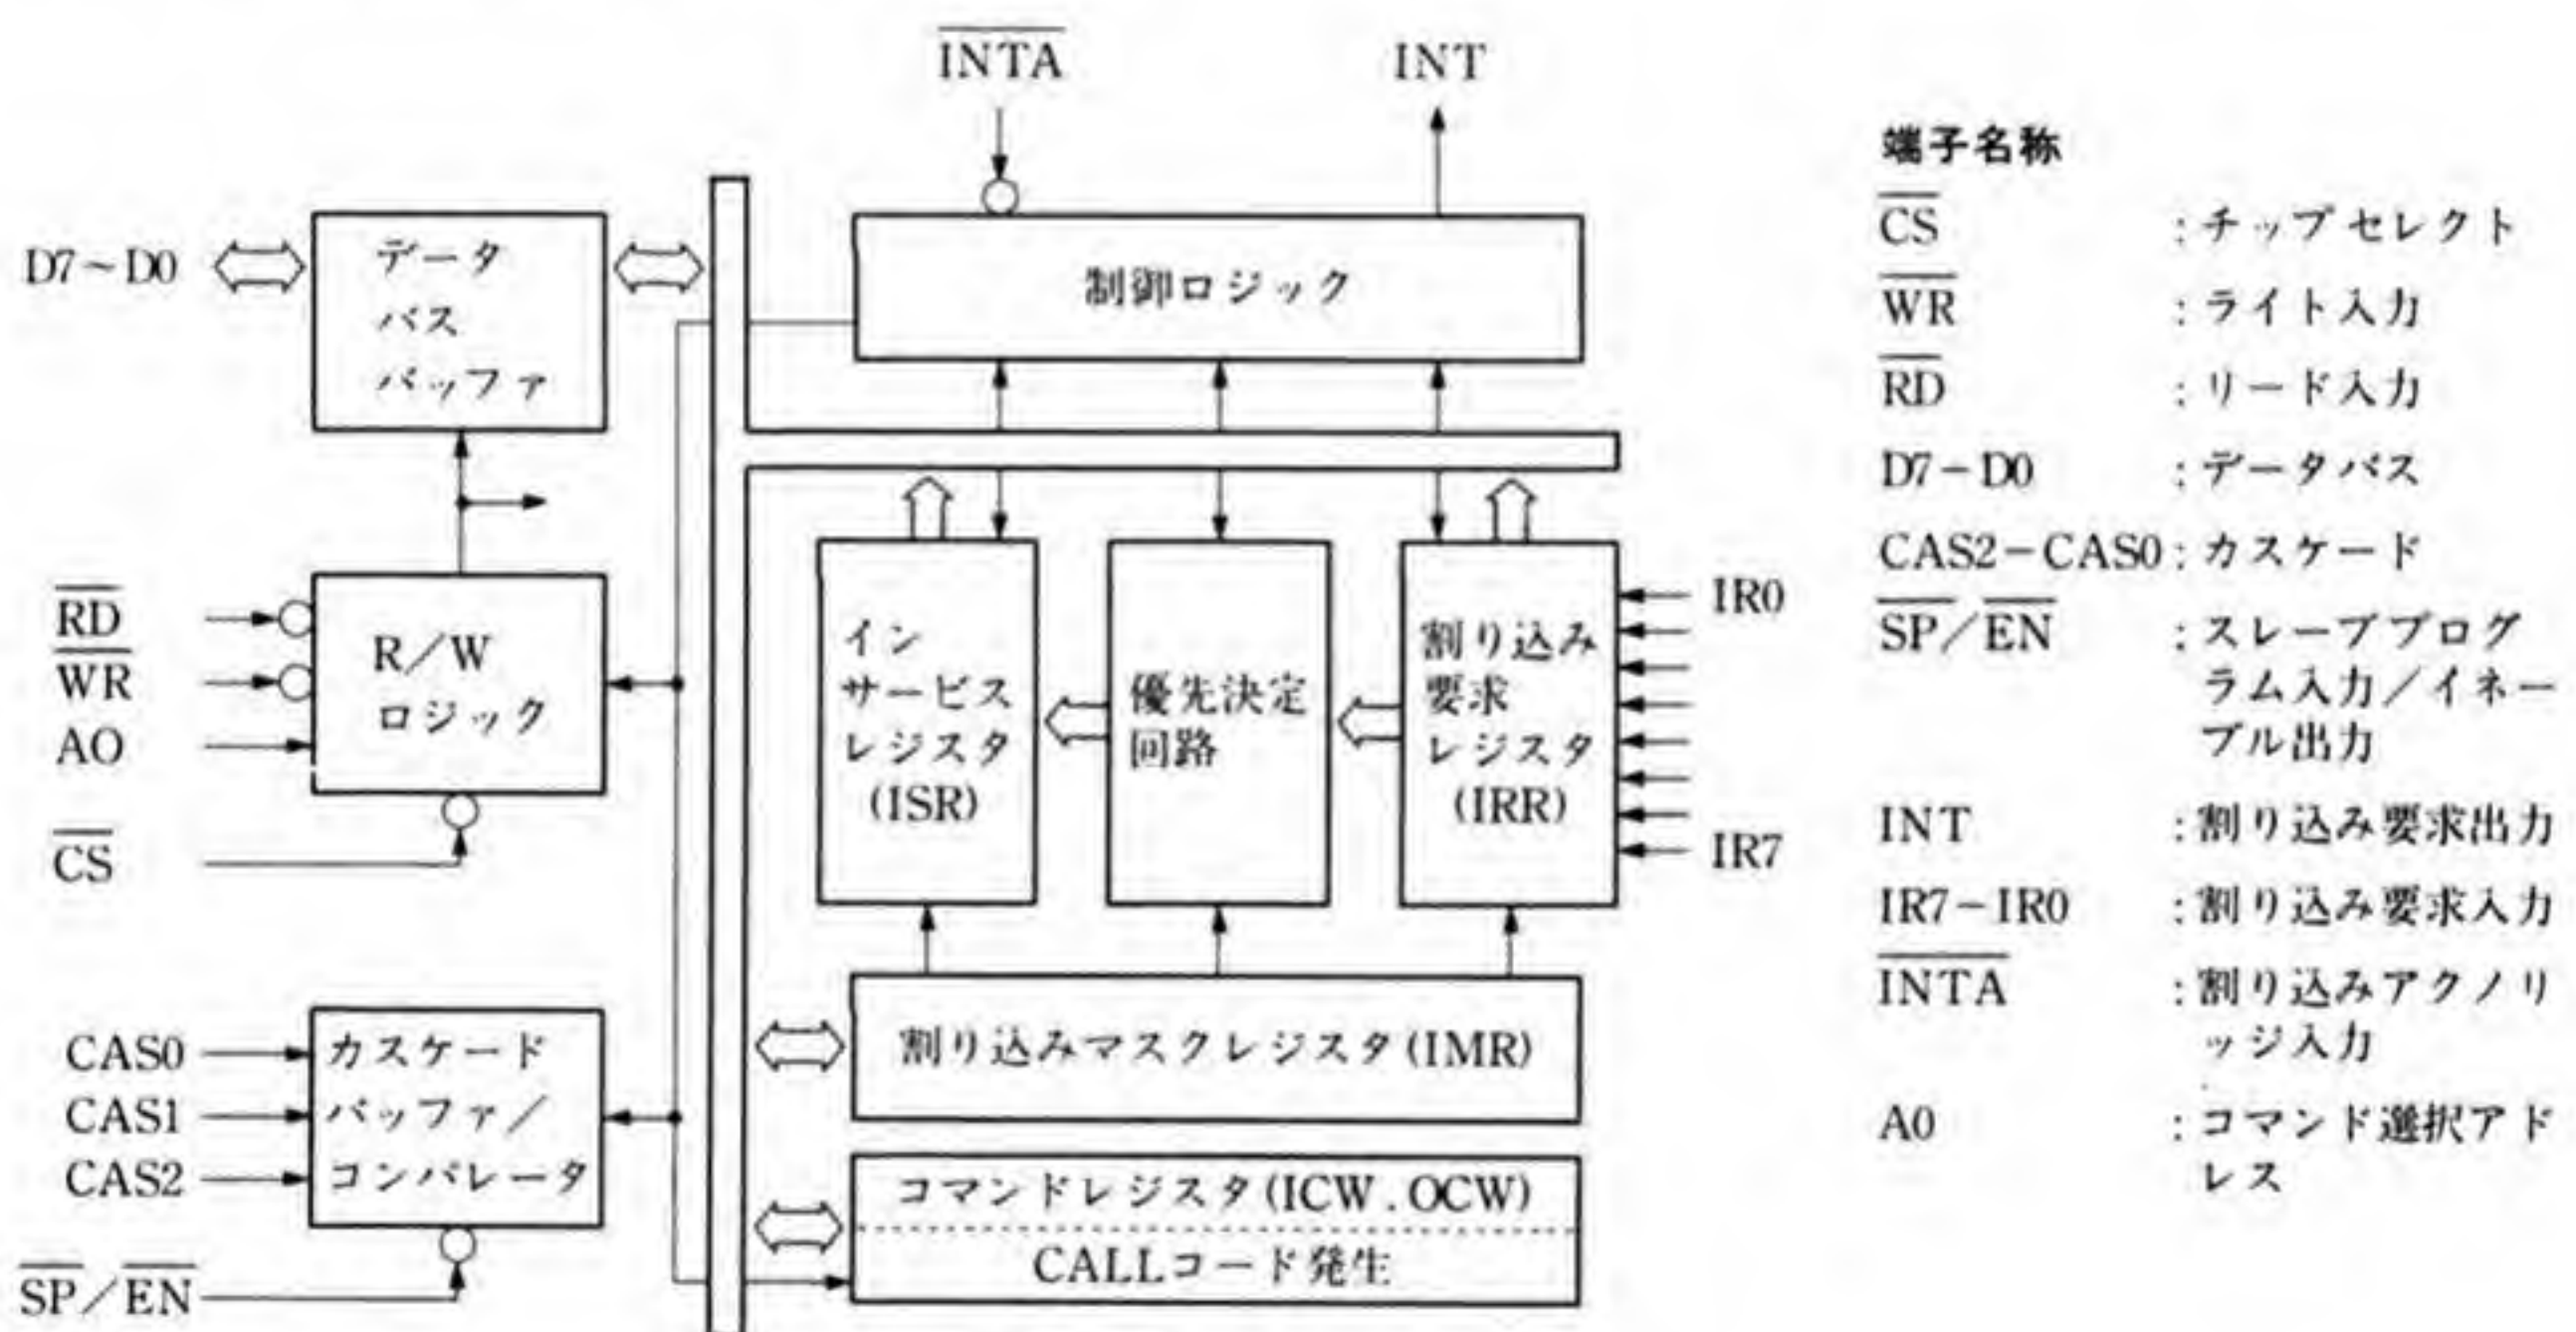 INTA
INT
D7~D0
データ
バス
バッファ
制御ロジック
RD
WR
AO
R/W
ロジック
CS
イン
サービス
レジスタ
(ISR)
優先決定
回路
割り込み
要求
レジスタ
(IRR)
IR0
IR7
割り込みマスクレジスタ(IMR)
CAS0
CAS1
CAS2
カスケード
バッファ/
コンパレータ
SP/EN
コマンドレジスタ(ICW.OCW)
CALLコード発生
端子名称
CS :チップセレクト
WR :ライト入力
RD :リード入力
D7-D0 :データバス
CAS2-CAS0:カスケード
SP/EN :スレーブプログ
ラム入力/イネー
ブル出力
INT :割り込み要求出力
IR7-IR0 :割り込み要求入力
INTA :割り込みアクノリ
ッジ入力
A0 :コマンド選択アド
レス